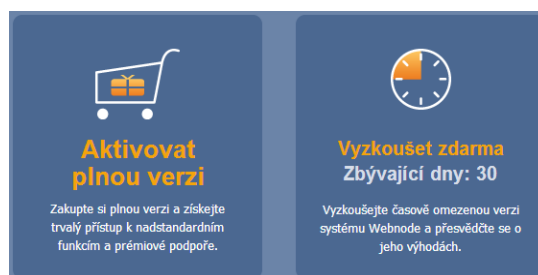 Aktivovat
plnou verzi
Zakupte si plnou verzi a získejte
trvalý přístup k nadstandardním
funkcím a prémiové podpoře.
Vyzkoušet zdarma
Zbývající dny: 30
Vyzkoušejte časově omezenou verzi
systému Webnode a přesvědčte se o
jeho výhodách.